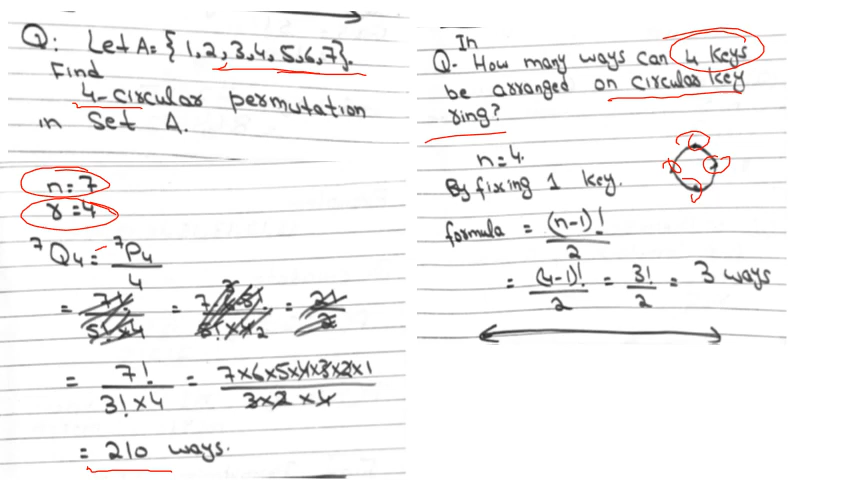 Q: Let A = { 1, 2, 3, 4, 5, 6, 7 }.
Find
4-circular permutation
in Set A.
n = 7
r = 4
⁷Q₄ = ⁷P₄ / 4
= 7! / (3! × 4) = (7×6×5×4×3×2×1) / (3×2×4)
= 210 ways.
In
Q. How many ways can 4 keys
be arranged on circular key
ring?
n = 4.
By fixing 1 key.
formula = (n-1)! / 2
= (4-1)! / 2 = 3! / 2 = 3 ways